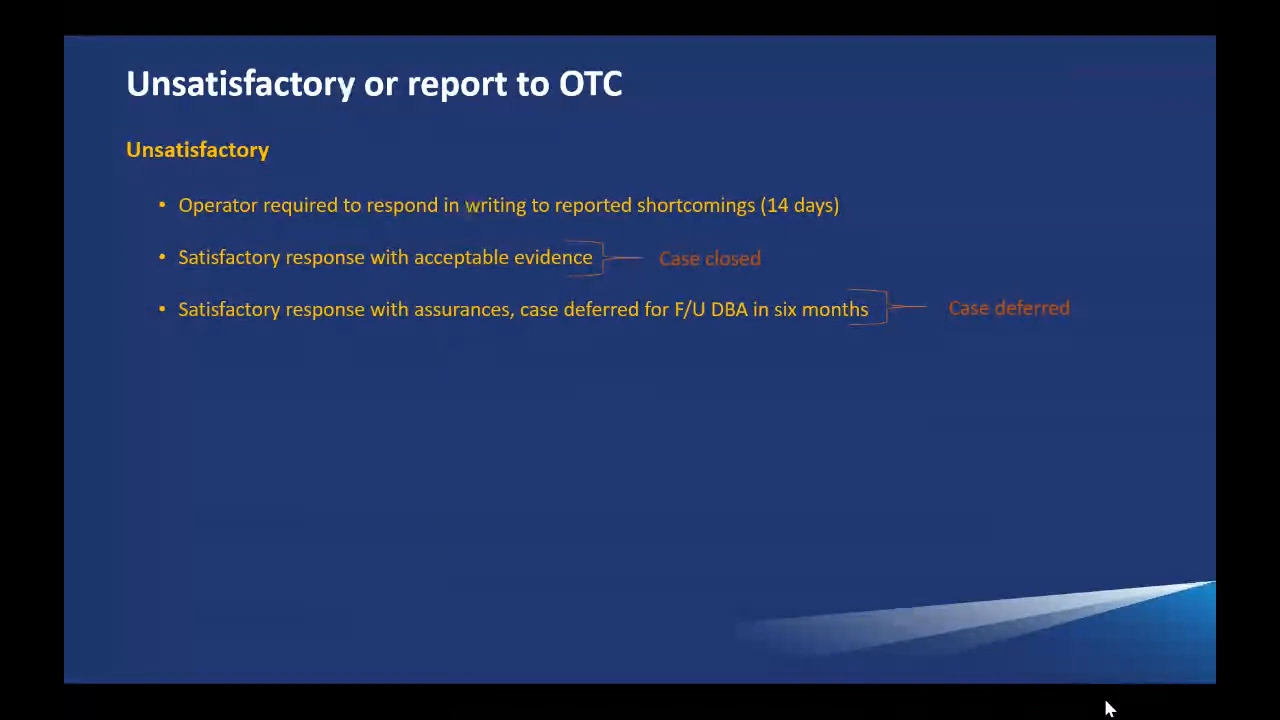 Unsatisfactory or report to OTC
Unsatisfactory
• Operator required to respond in writing to reported shortcomings (14 days)
• Satisfactory response with acceptable evidence Case closed
• Satisfactory response with assurances, case deferred for F/U DBA in six months Case deferred